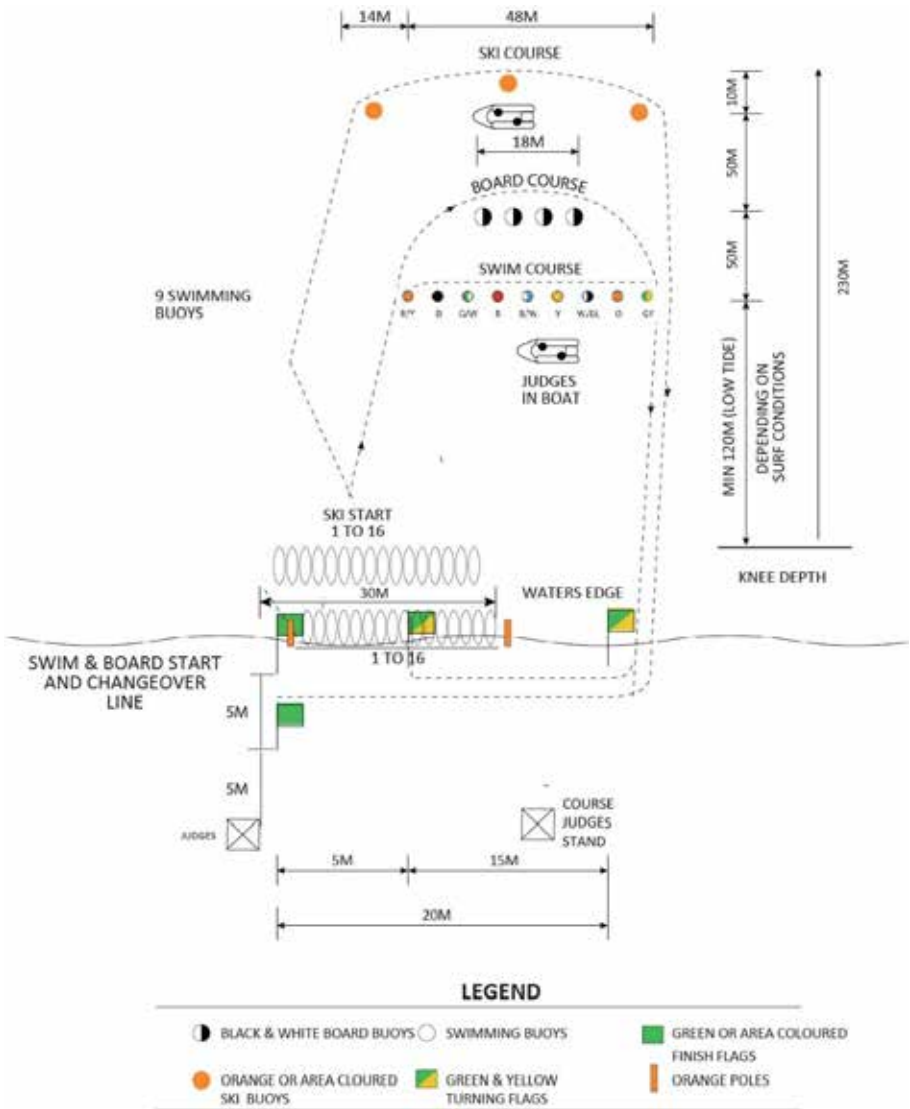 14M
48M
SKI COURSE
10M
18M
50M
BOARD COURSE
50M
SWIM COURSE
9 SWIMMING
BUOYS
230M
R/Y
G/W
R
B/W
Y
W/BL
O
GY
JUDGES
IN BOAT
MIN 120M (LOW TIDE)
DEPENDING ON
SURF CONDITIONS
SKI START
1 TO 16
KNEE DEPTH
30M
WATERS EDGE
1 TO 16
SWIM & BOARD START
AND CHANGEOVER
LINE
5M
5M
JUDGES
COURSE
JUDGES
STAND
5M
15M
20M
LEGEND
BLACK & WHITE BOARD BUOYS
SWIMMING BUOYS
GREEN OR AREA COLOURED
FINISH FLAGS
ORANGE OR AREA CLOURED
SKI BUOYS
GREEN & YELLOW
TURNING FLAGS
ORANGE POLES